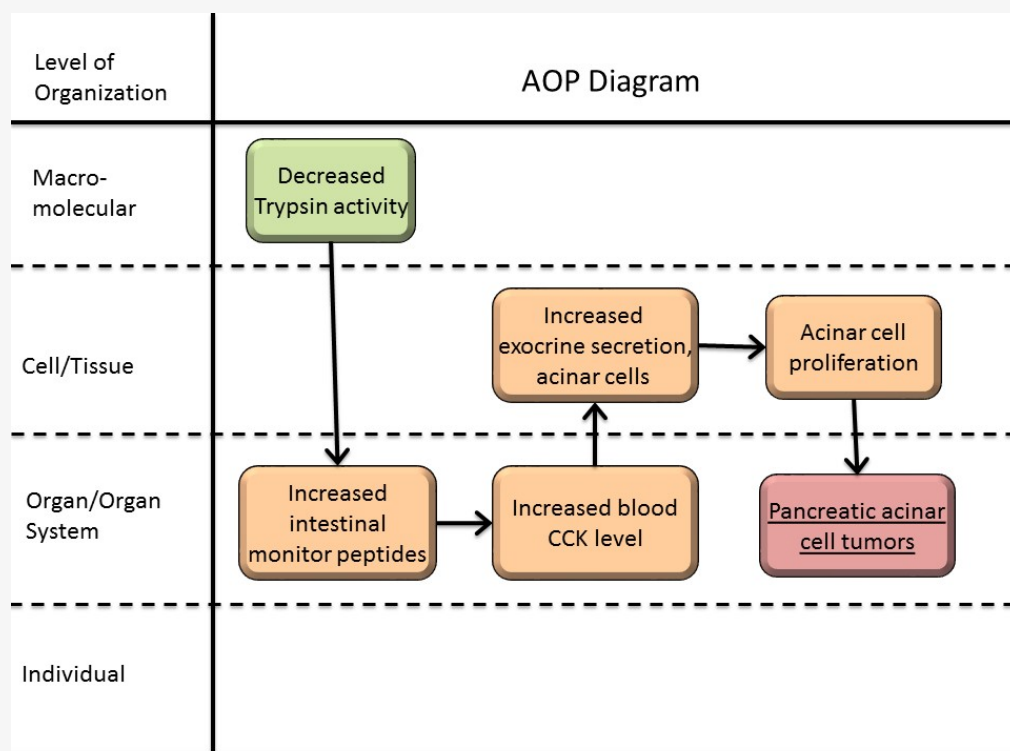 Level of
Organization
AOP Diagram
Macro-
molecular
Decreased
Trypsin activity
Cell/Tissue
Increased
exocrine secretion,
acinar cells
Acinar cell
proliferation
Organ/Organ
System
Increased
intestinal
monitor peptides
Increased blood
CCK level
Pancreatic acinar
cell tumors
Individual